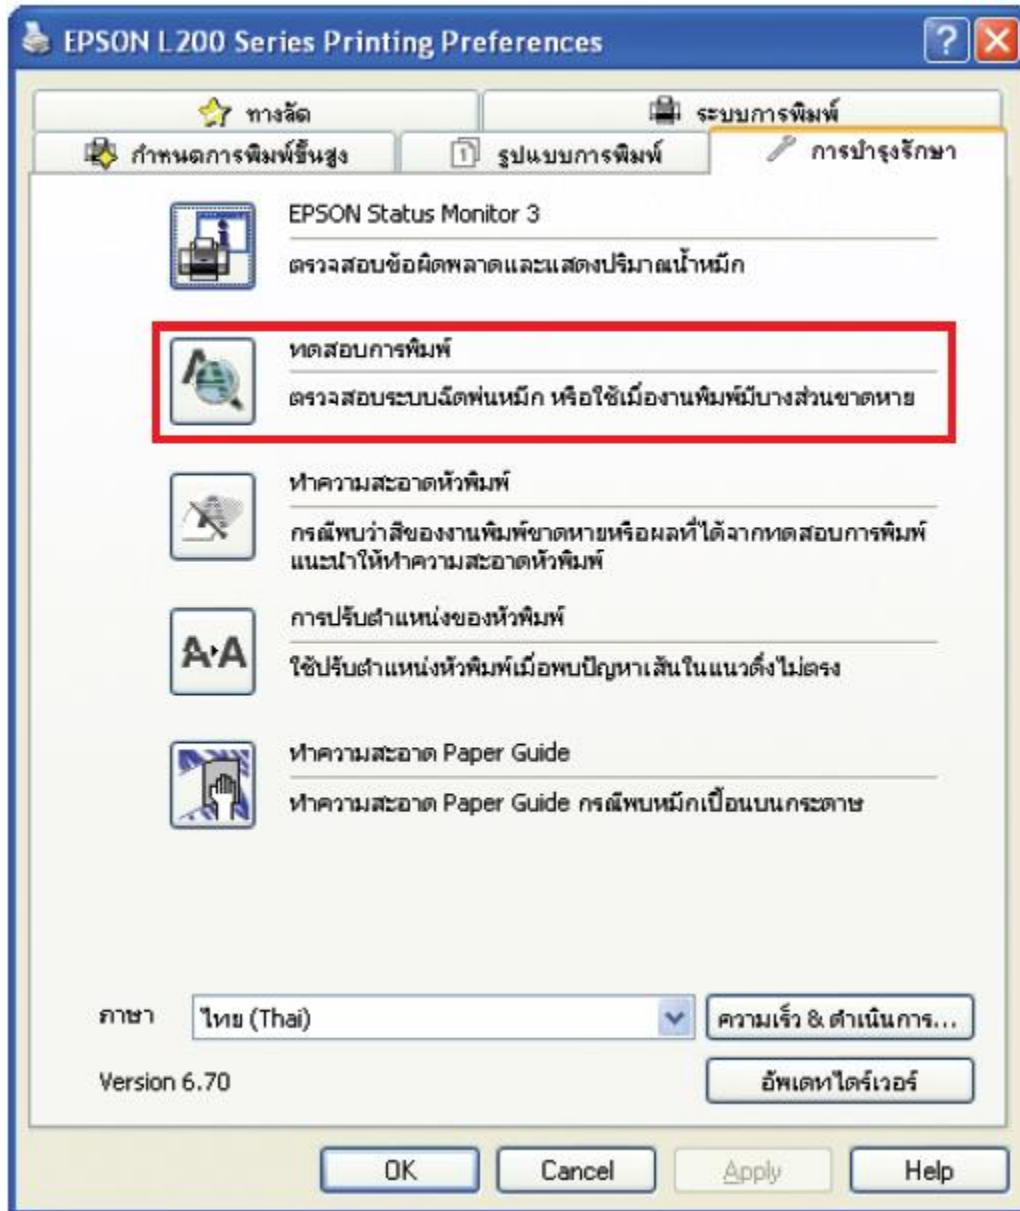 EPSON L200 Series Printing Preferences
ทางลัด
ระบบการพิมพ์
กำหนดการพิมพ์ขั้นสูง
รูปแบบการพิมพ์
การบำรุงรักษา
EPSON Status Monitor 3
ตรวจสอบข้อผิดพลาดและแสดงปริมาณน้ำหมึก
ทดสอบการพิมพ์
ตรวจสอบระบบฉีดพ่นหมึก หรือใช้เมื่องานพิมพ์มีบางส่วนขาดหาย
ทำความสะอาดหัวพิมพ์
กรณีพบว่าสีของงานพิมพ์ขาดหายหรือผลที่ได้จากทดสอบการพิมพ์
แนะนำให้ทำความสะอาดหัวพิมพ์
การปรับตำแหน่งของหัวพิมพ์
ใช้ปรับตำแหน่งหัวพิมพ์เมื่อพบปัญหาเส้นในแนวดิ่งไม่ตรง
ทำความสะอาด Paper Guide
ทำความสะอาด Paper Guide กรณีพบหมึกเปื้อนบนกระดาษ
ภาษา
ไทย (Thai)
ความเร็ว & ดำเนินการ...
Version 6.70
อัพเดทไดร์เวอร์
OK
Cancel
Apply
Help